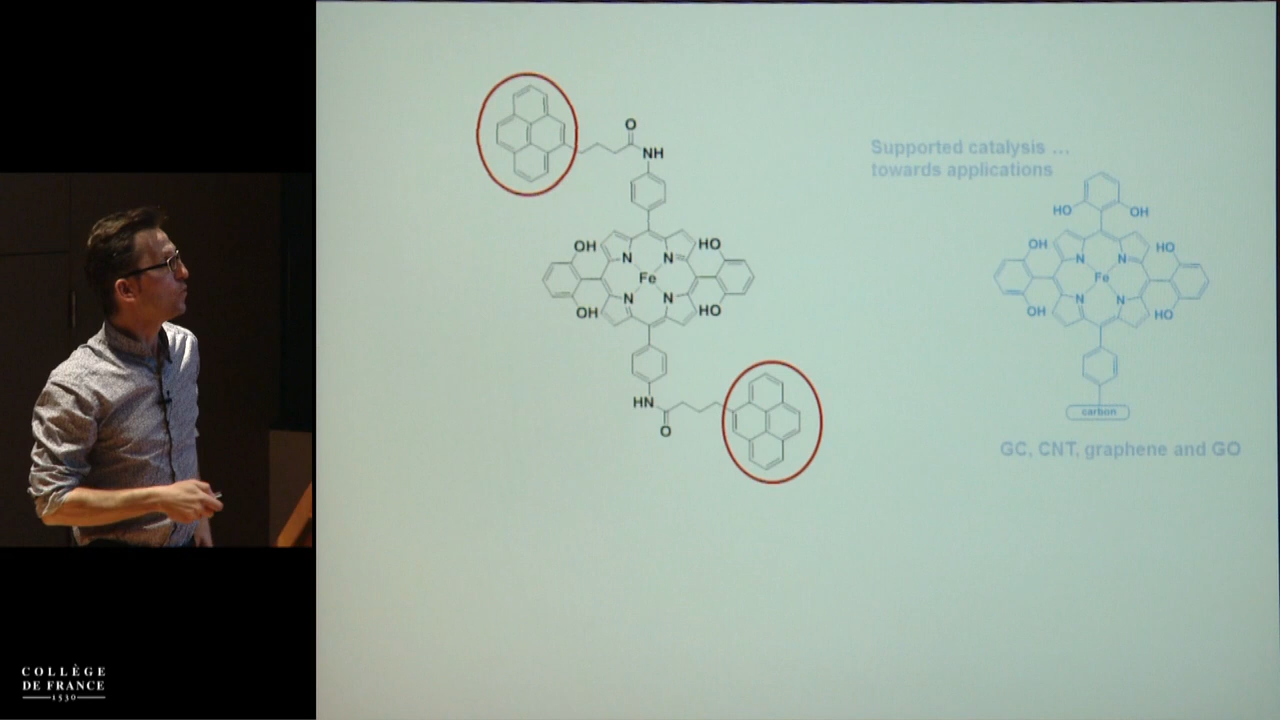 O
NH
OH
HO
N
N
Fe
N
N
OH
HO
HN
O
Supported catalysis ...
towards applications
HO
OH
OH
HO
N
N
Fe
N
N
OH
HO
carbon
GC, CNT, graphene and GO
COLLÈGE
DE FRANCE
1530